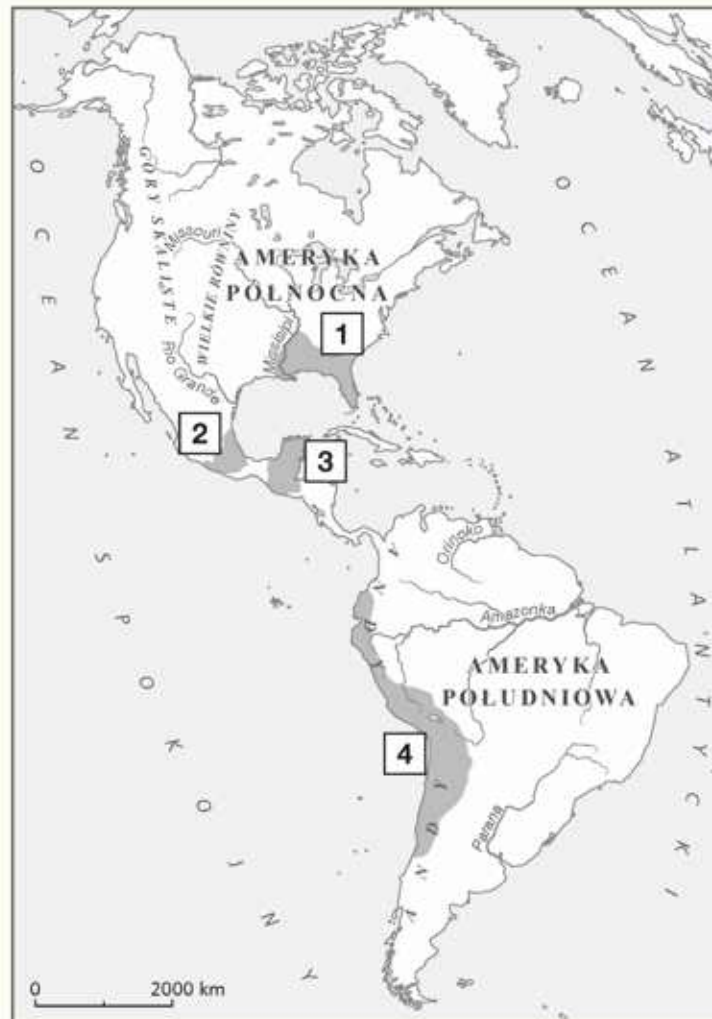 GÓRY SKALISTE
Missouri
WIELKIE RÓWNINY
AMERYKA
PÓŁNOCNA
1
Missisipi
Rio Grande
2
3
OCEAN SPOKOJNY
OCEAN ATLANTYCKI
Orinoko
Amazonka
AMERYKA
POŁUDNIOWA
4
ANDY
ANDY
Parana
0 2000 km